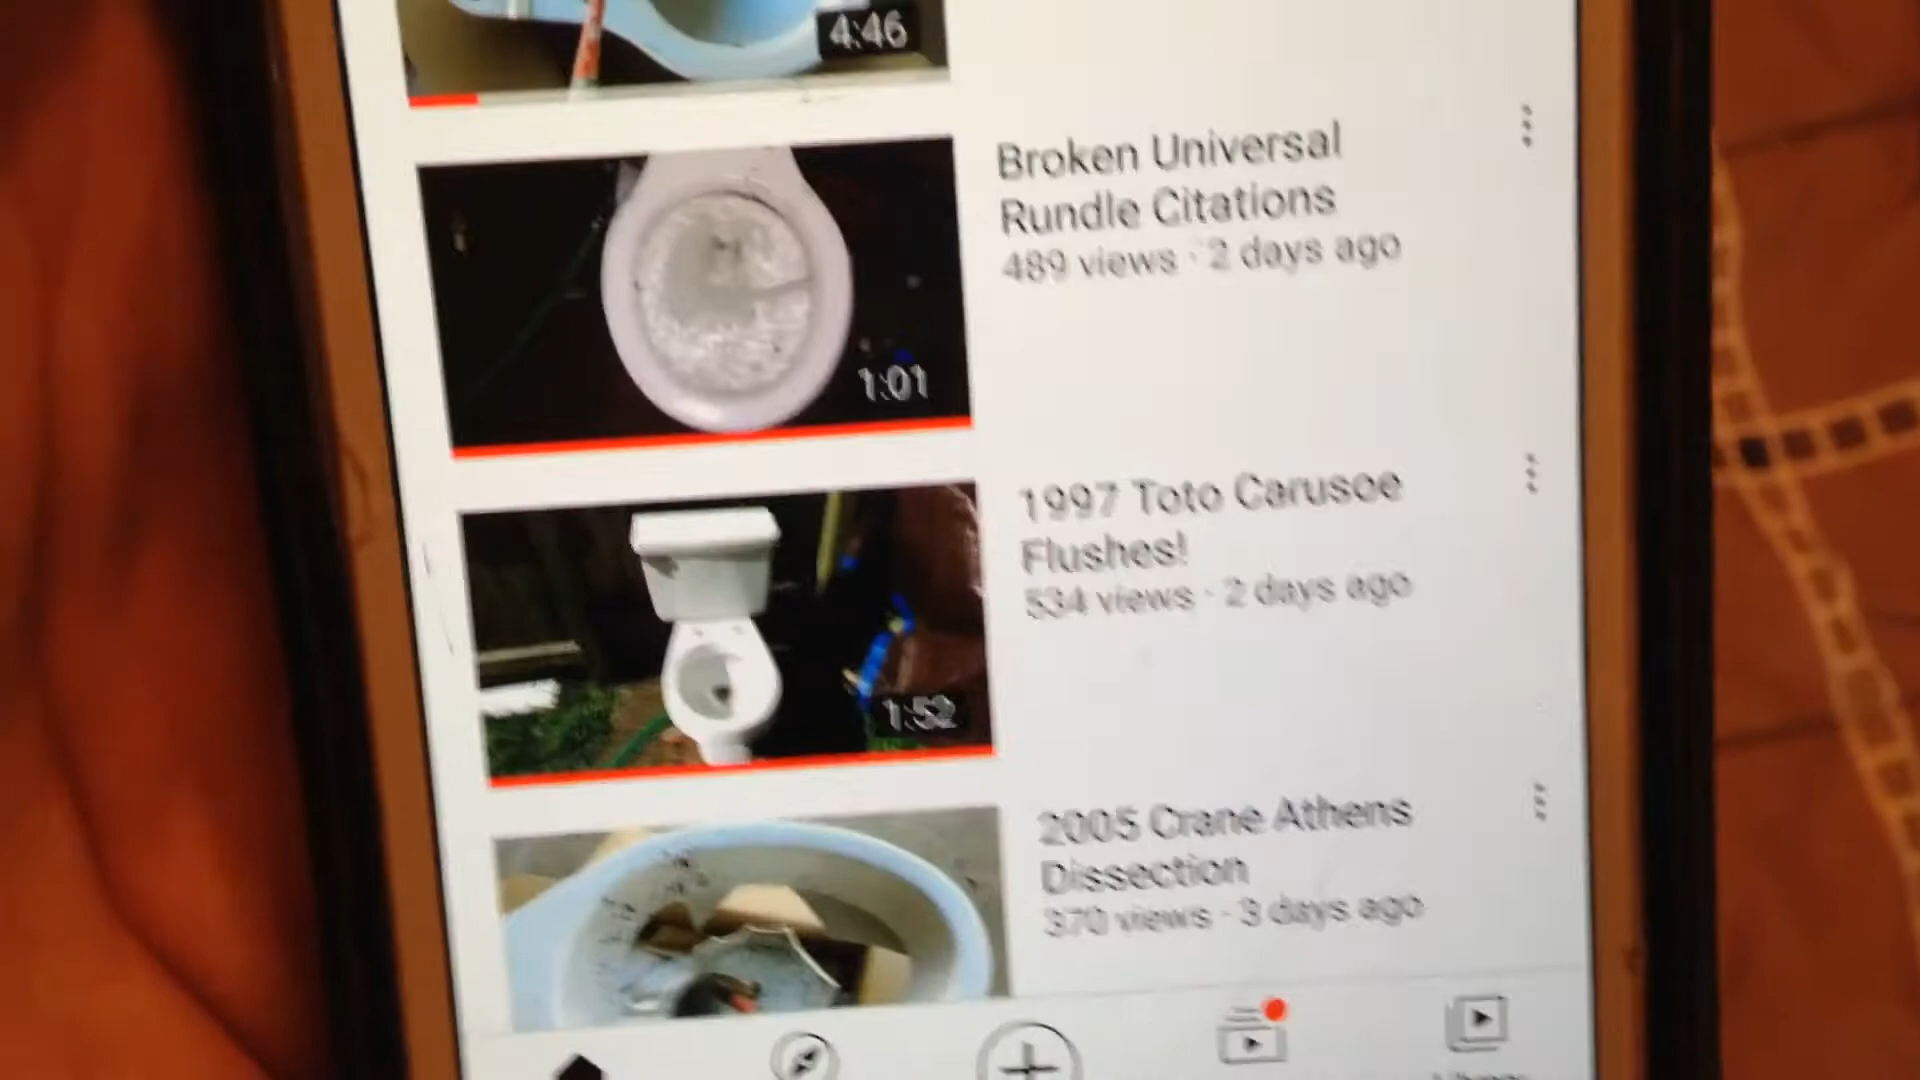 4:46
Broken Universal
Rundle Citations
489 views · 2 days ago
1:01
1997 Toto Carusoe
Flushes!
534 views · 2 days ago
1:52
2005 Crane Athens
Dissection
370 views · 3 days ago